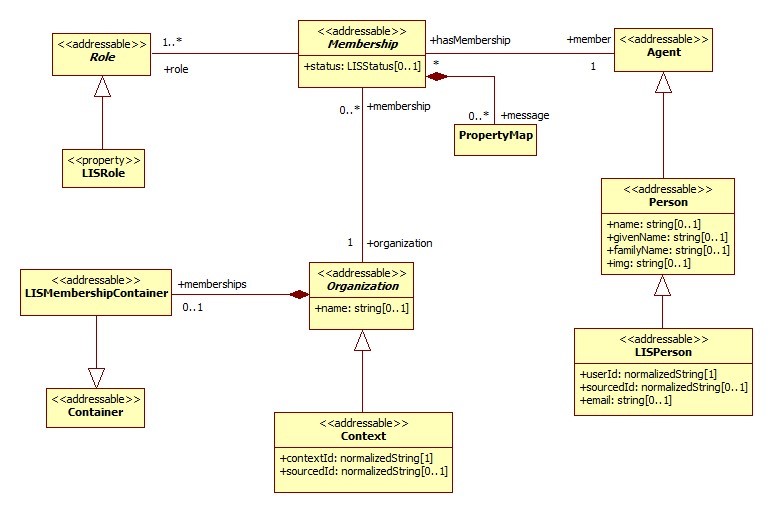 <<addressable>>
Role
1..*
+role
<<addressable>>
Membership
+status: LISStatus[0..1]
+hasMembership
*
+member
1
<<addressable>>
Agent
0..*
+membership
0..*
+message
PropertyMap
<<property>>
LISRole
<<addressable>>
Person
+name: string[0..1]
+givenName: string[0..1]
+familyName: string[0..1]
+img: string[0..1]
1
+organization
<<addressable>>
LISMembershipContainer
+memberships
0..1
<<addressable>>
Organization
+name: string[0..1]
<<addressable>>
LISPerson
+userId: normalizedString[1]
+sourcedId: normalizedString[0..1]
+email: string[0..1]
<<addressable>>
Container
<<addressable>>
Context
+contextId: normalizedString[1]
+sourcedId: normalizedString[0..1]